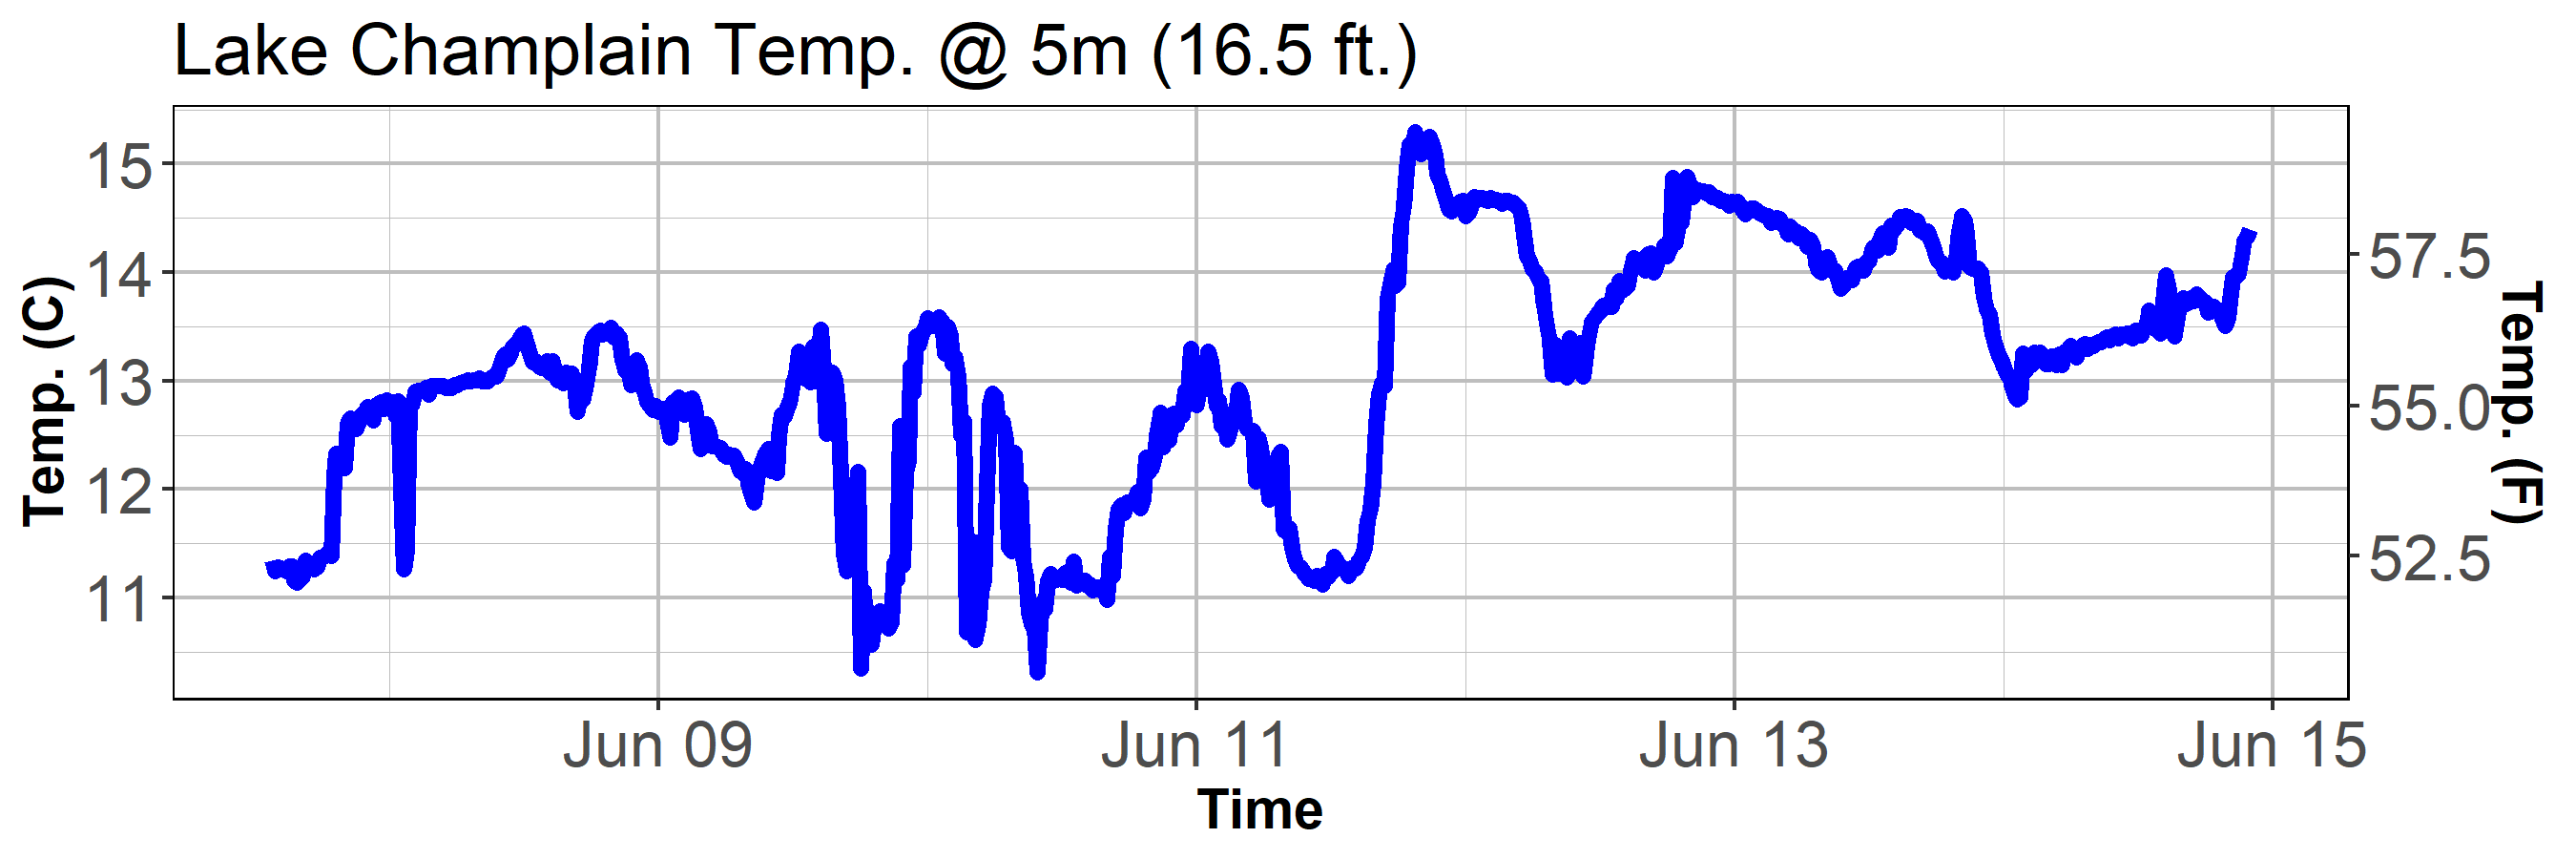 Lake Champlain Temp. @ 5m (16.5 ft.)
15
14
13
12
11
Temp. (C)
57.5
55.0
52.5
Temp. (F)
Jun 09
Jun 11
Jun 13
Jun 15
Time